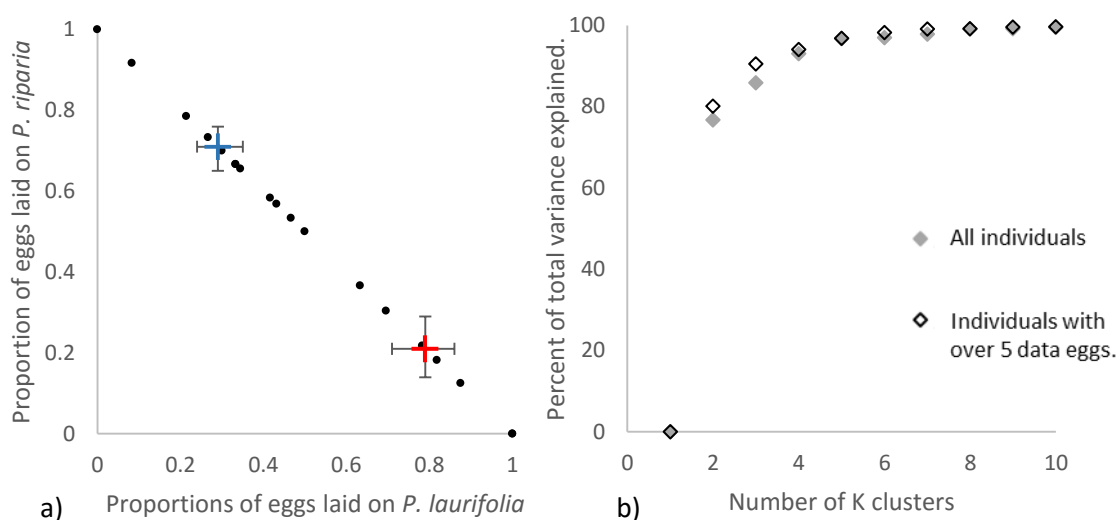 Proportion of eggs laid on P. riparia
1
0.8
0.6
0.4
0.2
0
0 0.2 0.4 0.6 0.8 1
a) Proportions of eggs laid on P. laurifolia
Percent of total variance explained.
100
80
60
40
20
0
0 2 4 6 8 10
b) Number of K clusters
All individuals
Individuals with
over 5 data eggs.